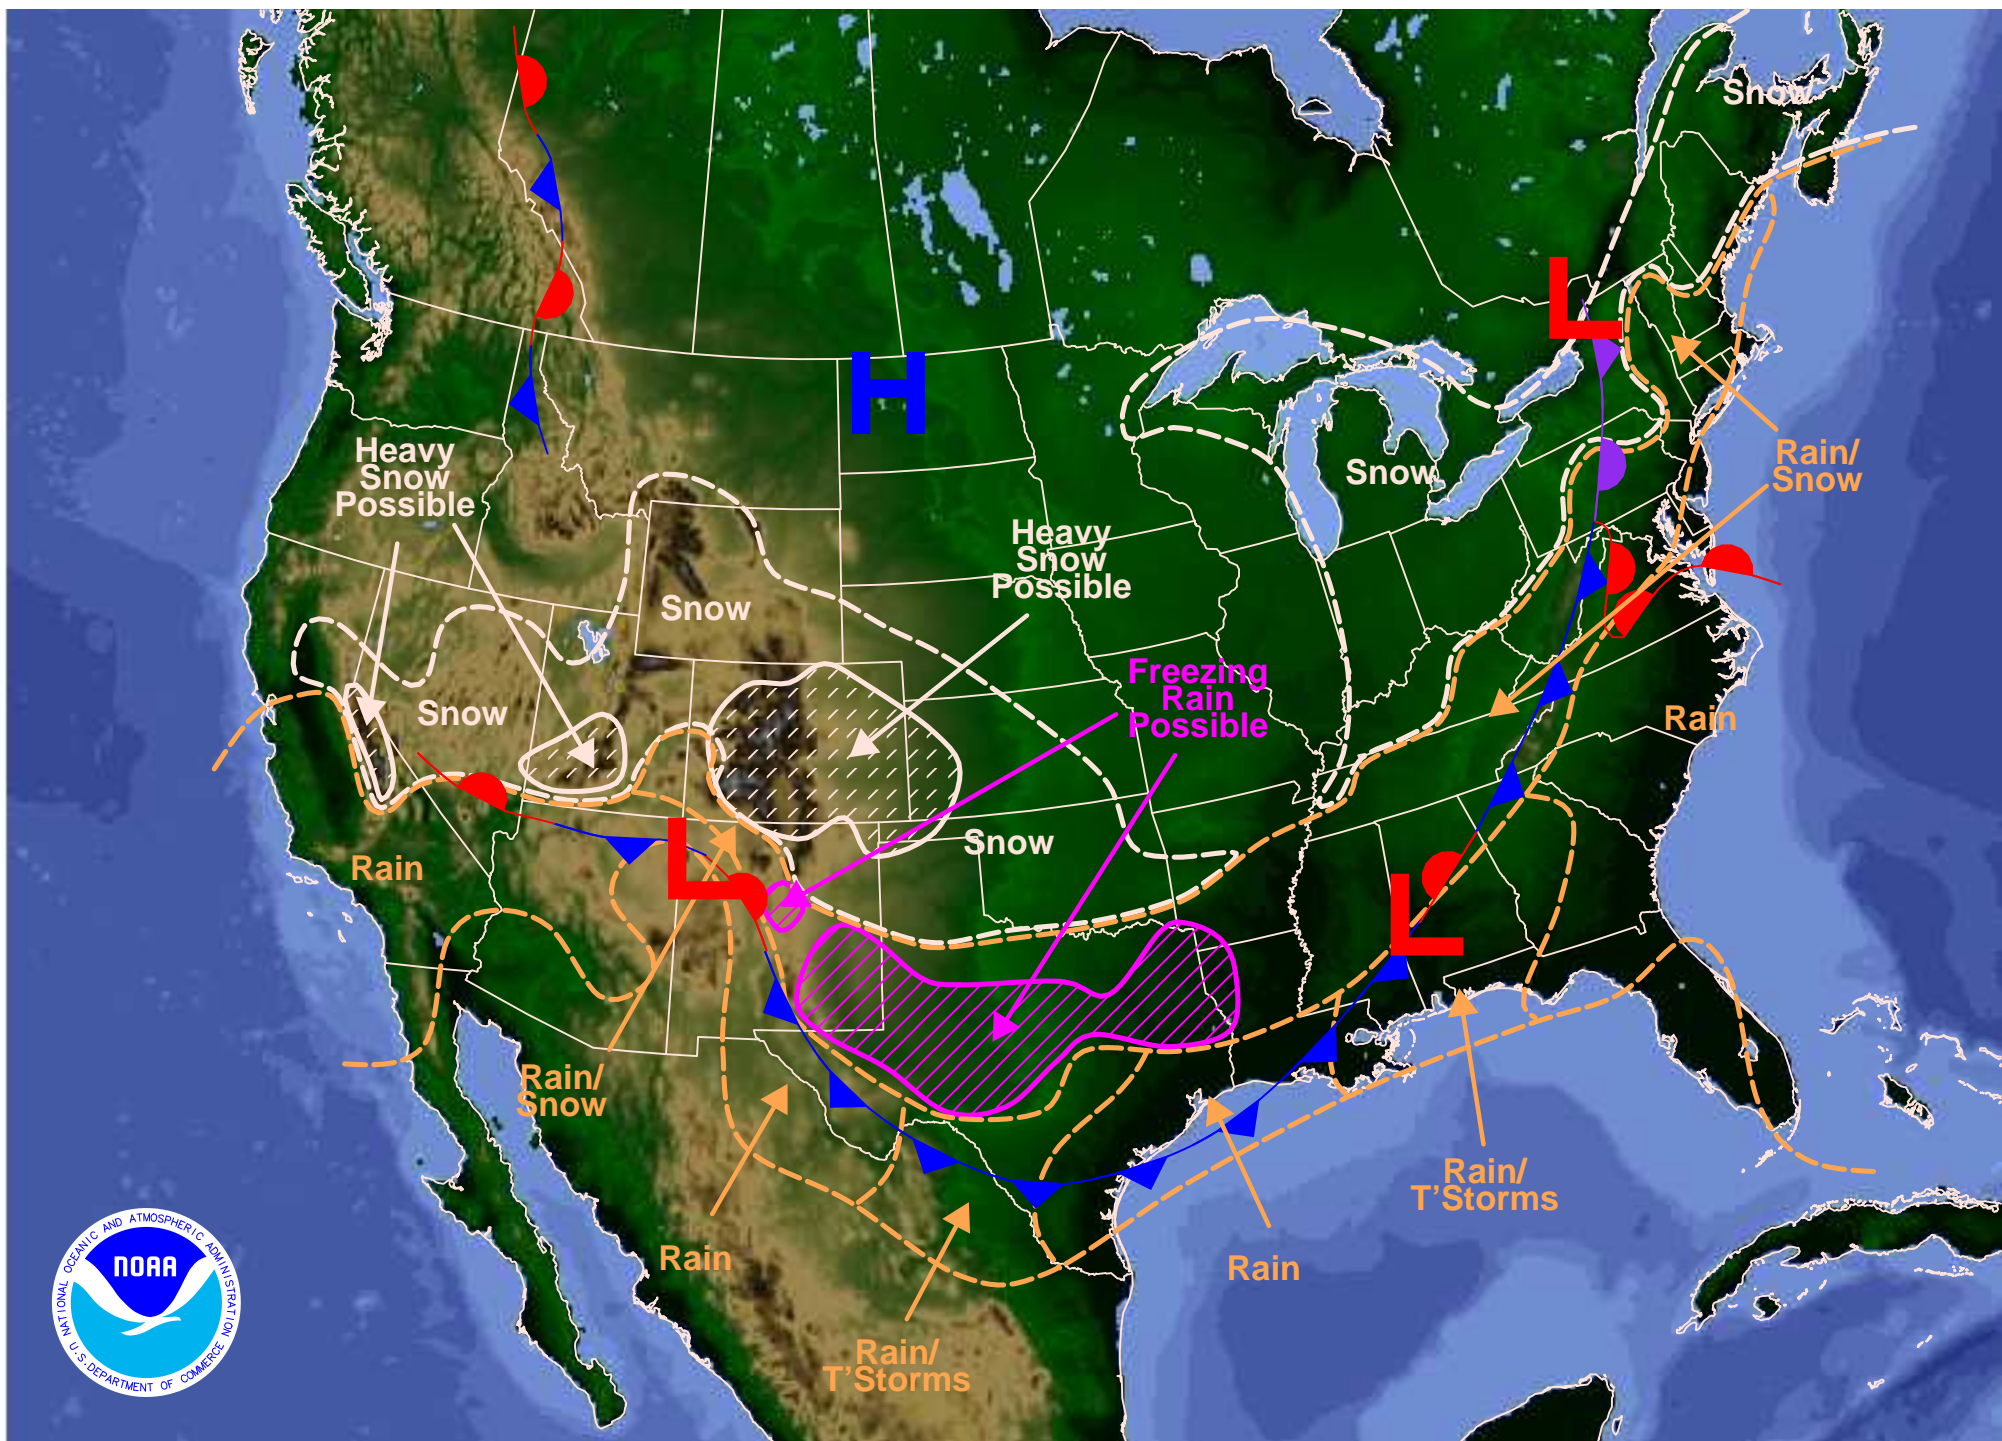 Snow
L
H
Heavy
Snow
Possible
Rain/
Snow
Snow
Heavy
Snow
Possible
Snow
Freezing
Rain
Possible
Snow
Rain
Snow
L
Rain
L
Rain/
Snow
Rain/
T'Storms
Rain
Rain
Rain/
T'Storms
NATIONAL OCEANIC AND ATMOSPHERIC ADMINISTRATION
NOAA
U.S. DEPARTMENT OF COMMERCE